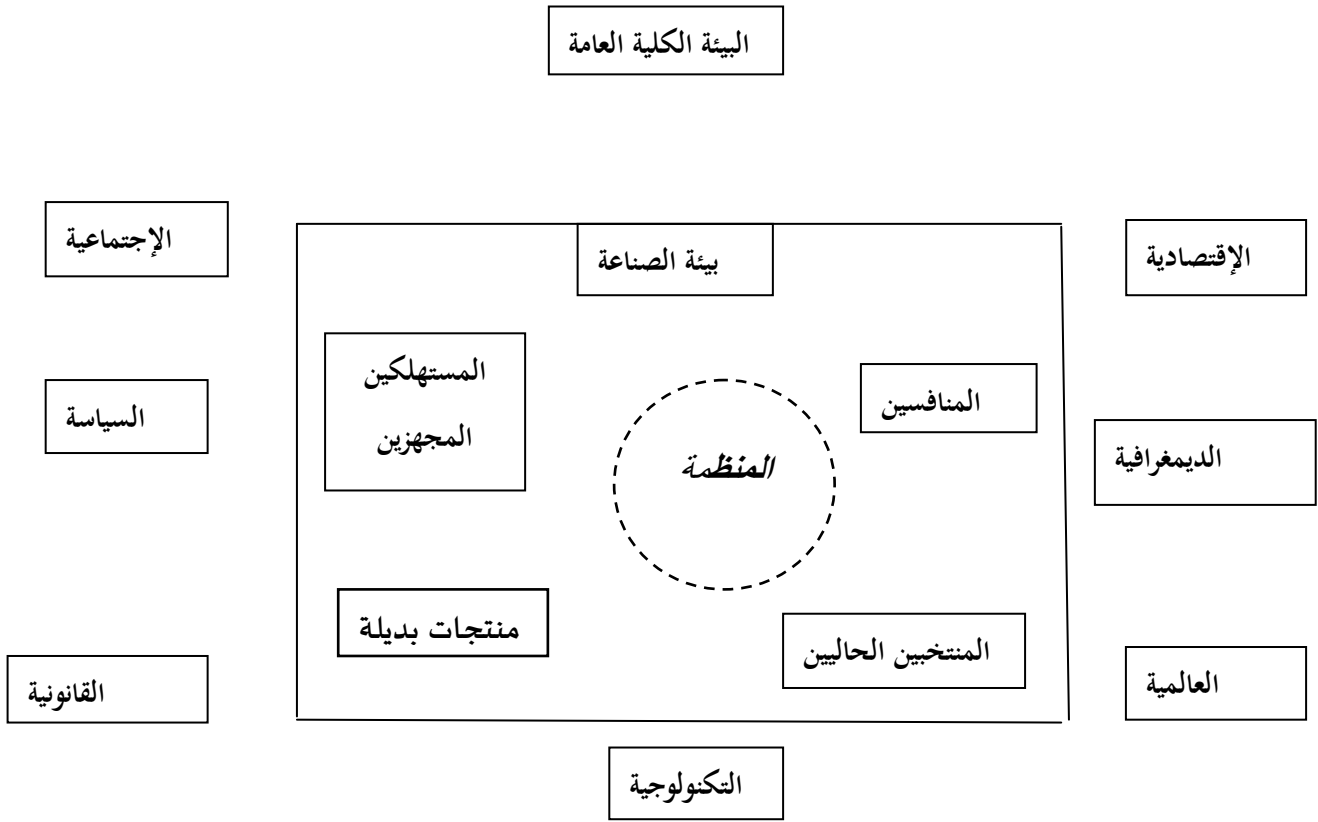 البيئة الكلية العامة
الإقتصادية
بيئة الصناعة
الإجتماعية
المستهلكين
المجهزين
المنافسين
السياسة
الديمغرافية
المنظمة
منتجات بديلة
المنتخبين الحاليين
العالمية
القانونية
التكنولوجية